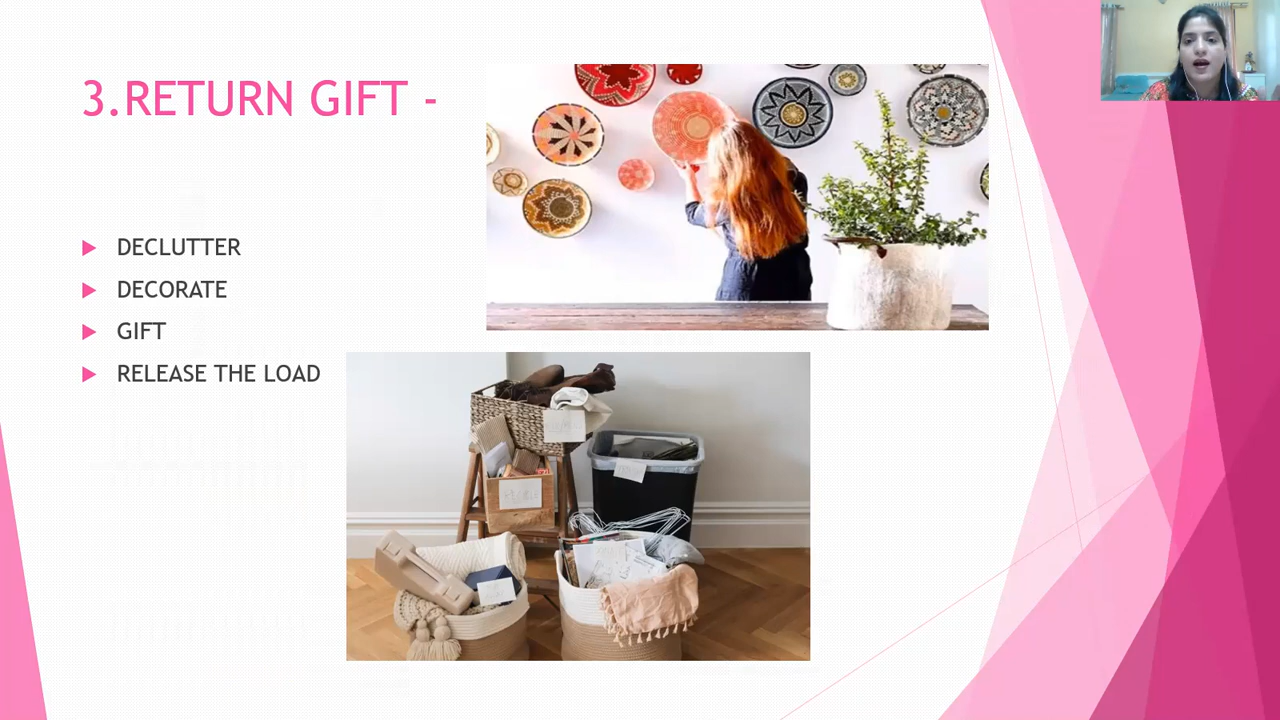 3.RETURN GIFT -
DECLUTTER
DECORATE
GIFT
RELEASE THE LOAD